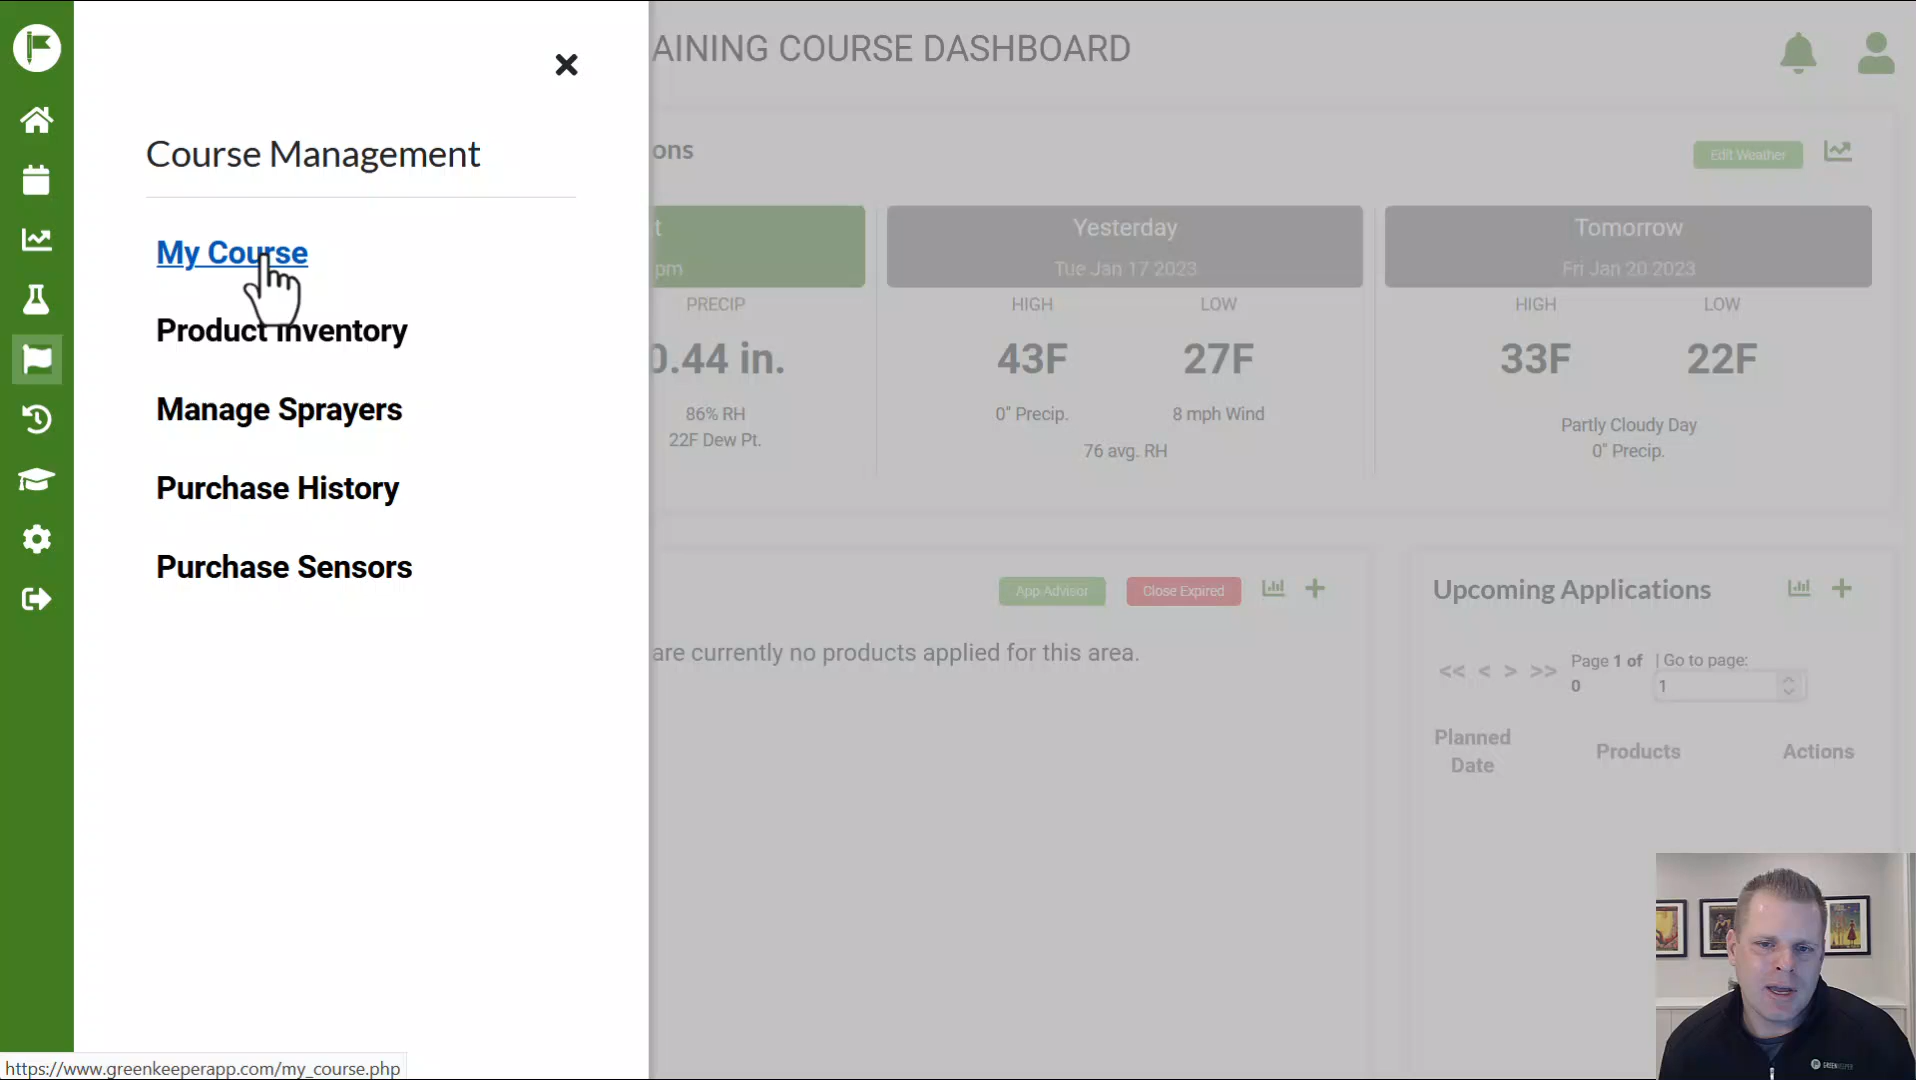 AINING COURSE DASHBOARD
Course Management
My Course
Product Inventory
Manage Sprayers
Purchase History
Purchase Sensors
ons
Edit Weather
t
pm
PRECIP
0.44 in.
86% RH
22F Dew Pt.
Yesterday
Tue Jan 17 2023
HIGH LOW
43F 27F
0" Precip. 8 mph Wind
76 avg. RH
Tomorrow
Fri Jan 20 2023
HIGH LOW
33F 22F
Partly Cloudy Day
0" Precip.
App Advisor Close Expired
are currently no products applied for this area.
Upcoming Applications
<< < > >> Page 1 of 0 | Go to page:
1
Planned Date Products Actions
https://www.greenkeeperapp.com/my_course.php